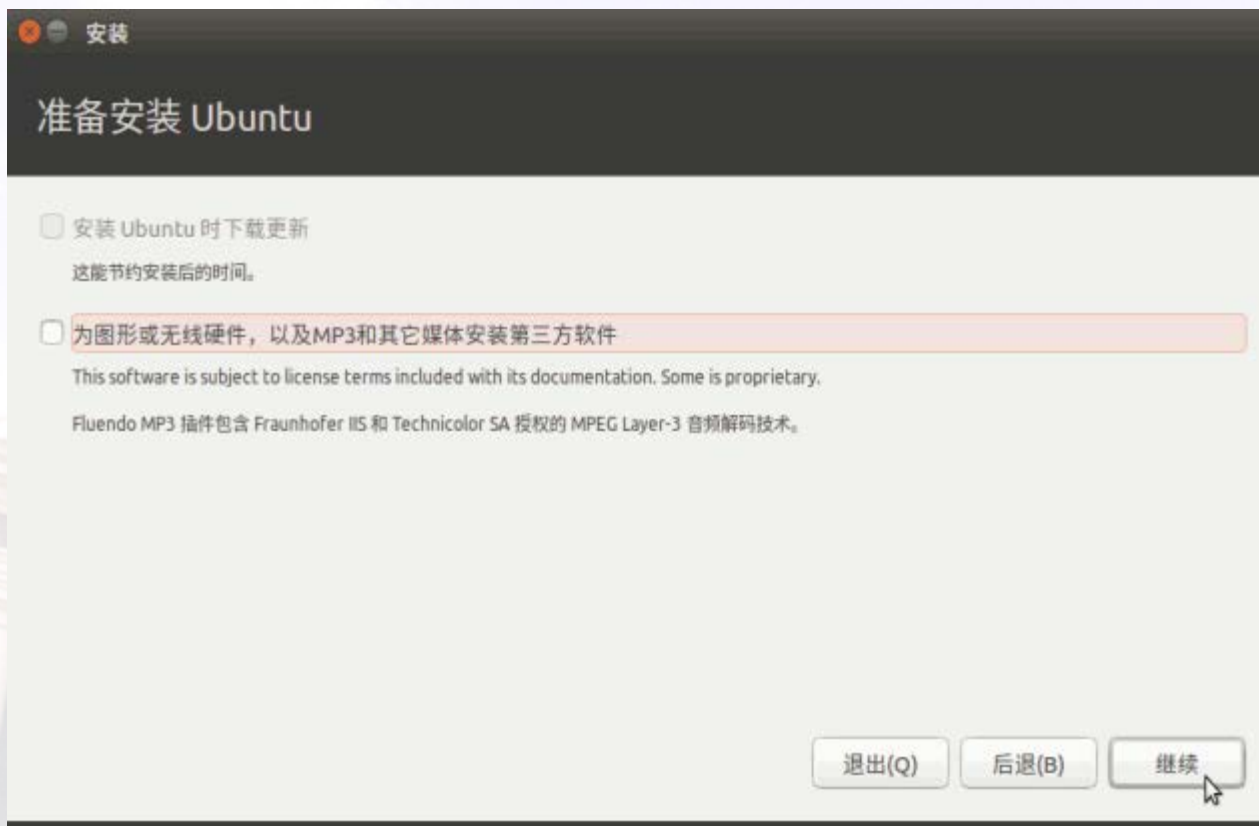 安装
准备安装 Ubuntu
安装 Ubuntu 时下载更新
这能节约安装后的时间。
为图形或无线硬件，以及MP3和其它媒体安装第三方软件
This software is subject to license terms included with its documentation. Some is proprietary.
Fluendo MP3 插件包含 Fraunhofer IIS 和 Technicolor SA 授权的 MPEG Layer-3 音频解码技术。
退出(Q) 后退(B) 继续